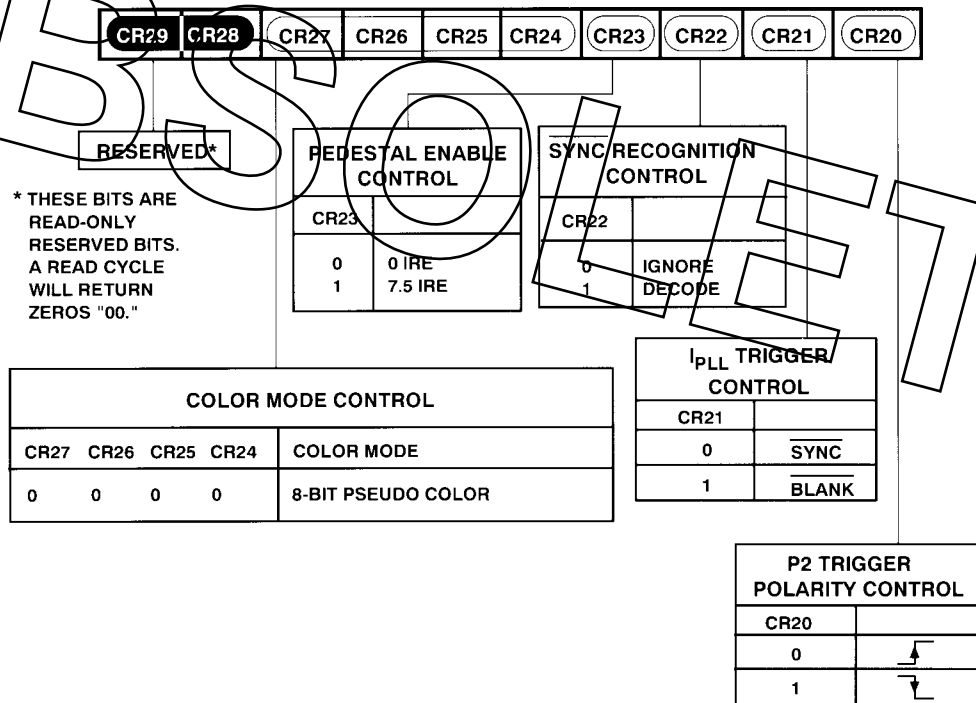 CR29 CR28 CR27 CR26 CR25 CR24 CR23 CR22 CR21 CR20
RESERVED*
* THESE BITS ARE
READ-ONLY
RESERVED BITS.
A READ CYCLE
WILL RETURN
ZEROS "00."
PEDESTAL ENABLE
CONTROL
CR23
0 0 IRE
1 7.5 IRE
SYNC RECOGNITION
CONTROL
CR22
0 IGNORE
1 DECODE
COLOR MODE CONTROL
CR27 CR26 CR25 CR24 COLOR MODE
0 0 0 0 8-BIT PSEUDO COLOR
IPLL TRIGGER
CONTROL
CR21
0 SYNC
1 BLANK
P2 TRIGGER
POLARITY CONTROL
CR20
0
1
BSOLET